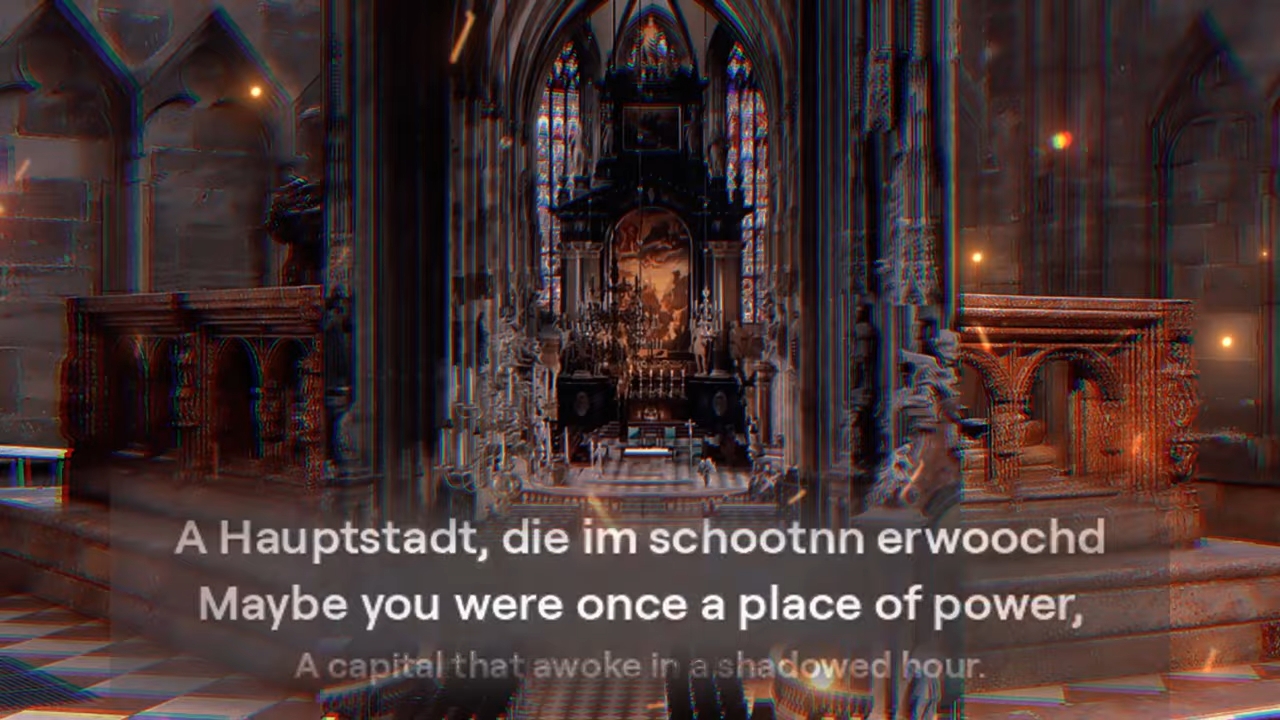 A Hauptstadt, die im schootnn erwoochd
Maybe you were once a place of power,
A capital that awoke in a shadowed hour.